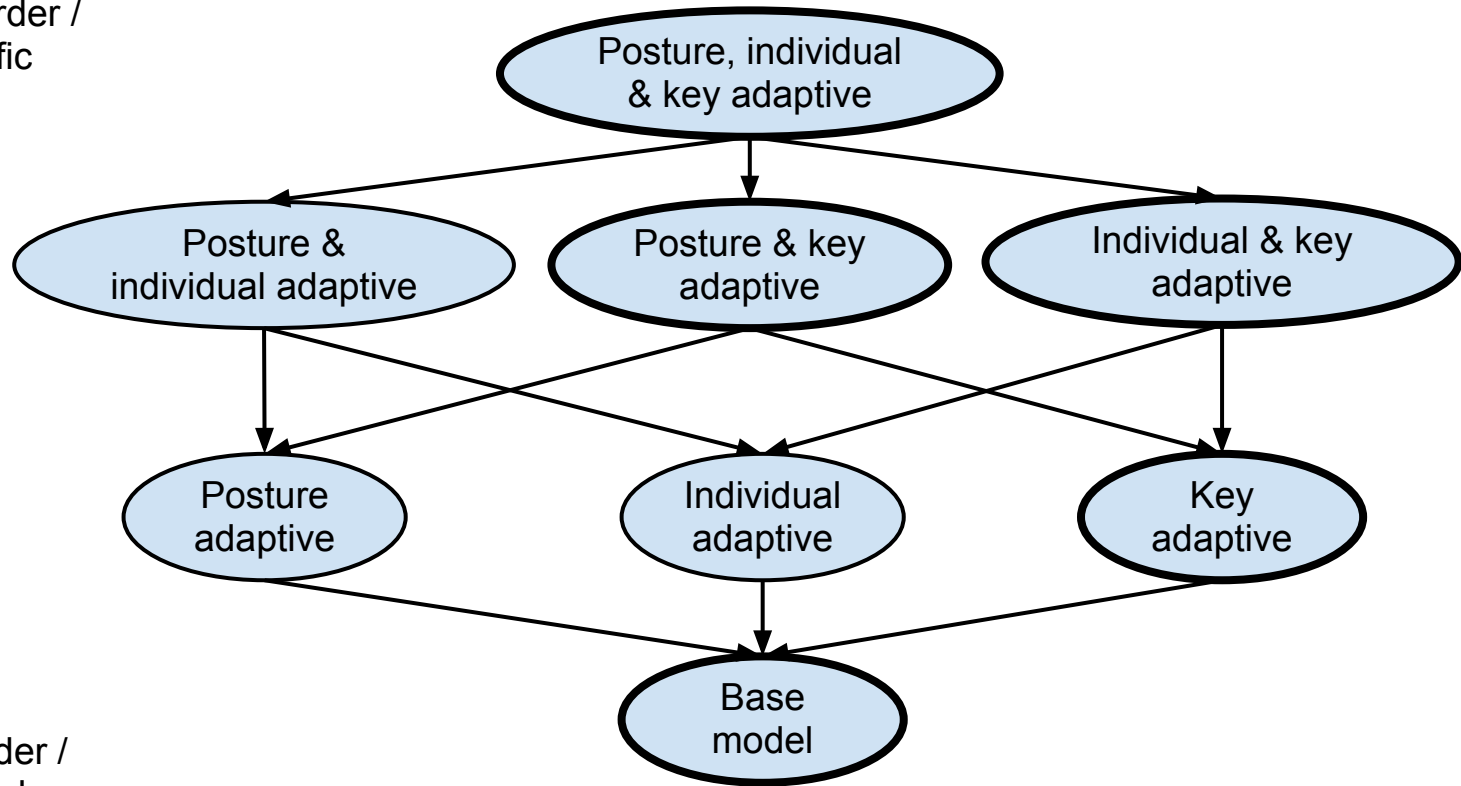 /
Posture, individual
& key adaptive
Posture &
individual adaptive
Posture & key
adaptive
Individual & key
adaptive
Posture
adaptive
Individual
adaptive
Key
adaptive
Base
model
/